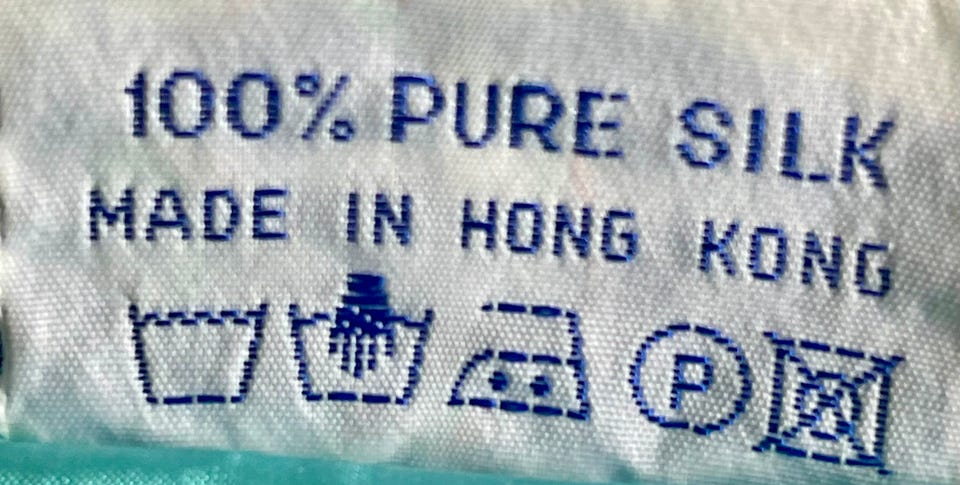 100% PURE SILK
MADE IN HONG KONG
P